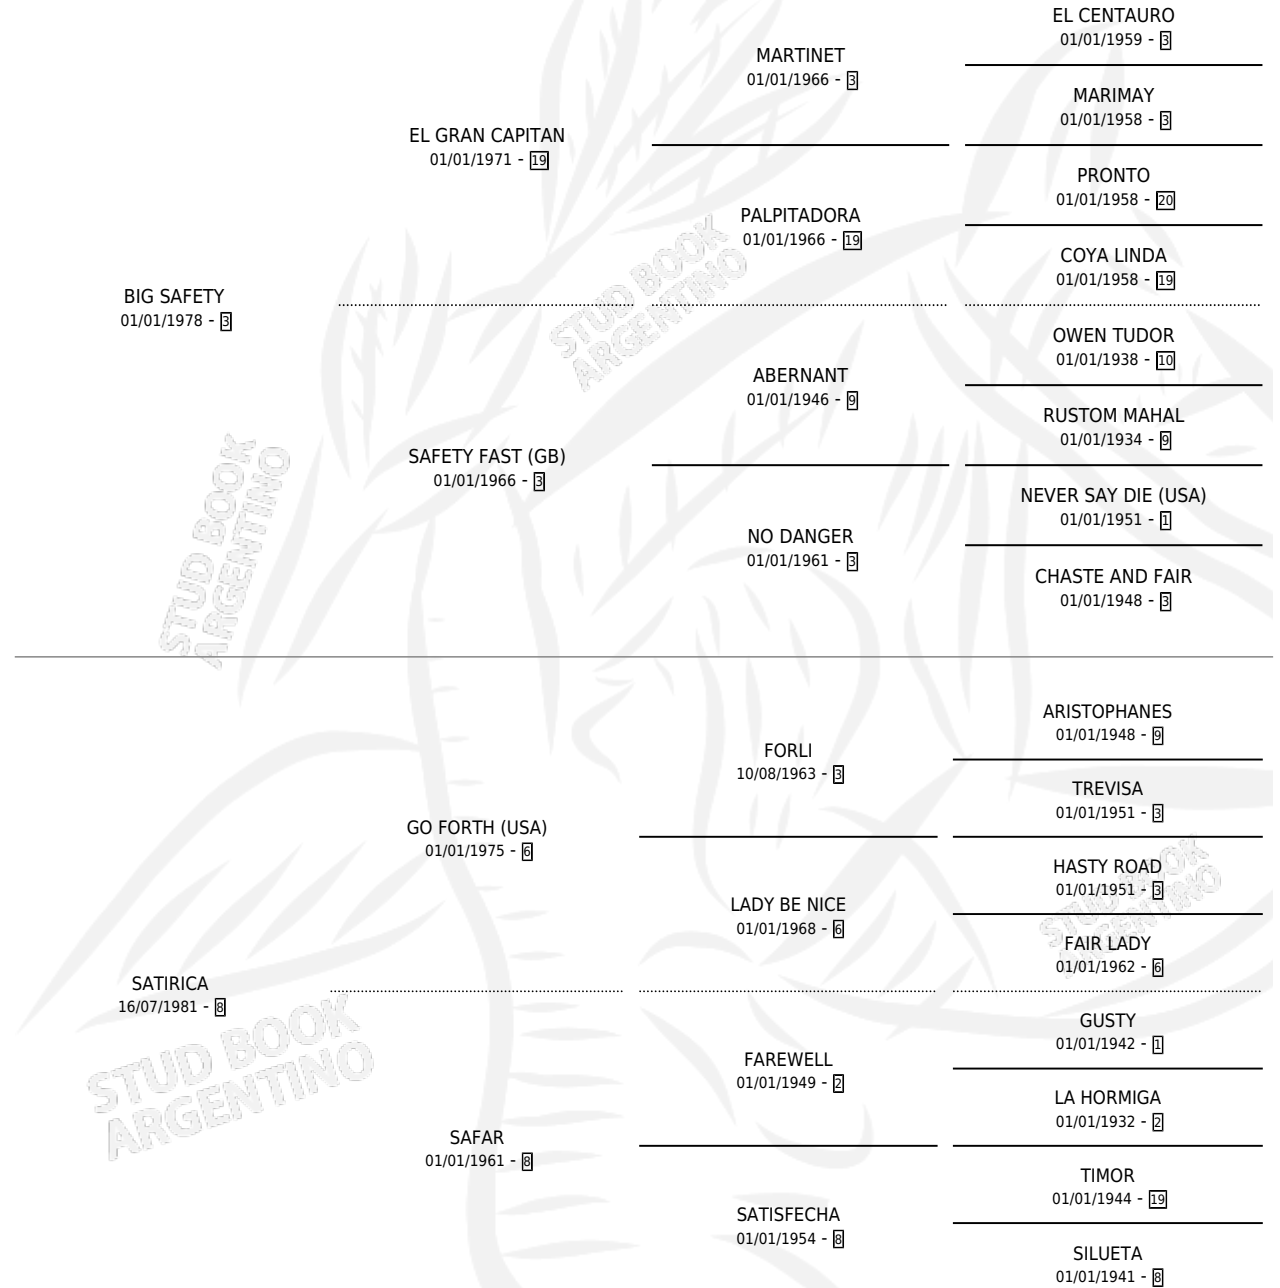 EL CENTAURO
01/01/1959 - 3
MARTINET
01/01/1966 - 3
MARIMAY
01/01/1958 - 3
EL GRAN CAPITAN
01/01/1971 - 19
PRONTO
01/01/1958 - 20
PALPITADORA
01/01/1966 - 19
COYA LINDA
01/01/1958 - 19
BIG SAFETY
01/01/1978 - 3
STUD BOOK
ARGENTINO
OWEN TUDOR
01/01/1938 - 10
ABERNANT
01/01/1946 - 9
RUSTOM MAHAL
01/01/1934 - 9
SAFETY FAST (GB)
01/01/1966 - 3
NEVER SAY DIE (USA)
01/01/1951 - 1
NO DANGER
01/01/1961 - 3
CHASTE AND FAIR
01/01/1948 - 3
STUD BOOK
ARGENTINO
ARISTOPHANES
01/01/1948 - 9
FORLI
10/08/1963 - 3
TREVISA
01/01/1951 - 3
GO FORTH (USA)
01/01/1975 - 6
HASTY ROAD
01/01/1951 - 3
LADY BE NICE
01/01/1968 - 6
FAIR LADY
01/01/1962 - 6
STUD BOOK
ARGENTINO
SATIRICA
16/07/1981 - 8
GUSTY
01/01/1942 - 1
FAREWELL
01/01/1949 - 2
LA HORMIGA
01/01/1932 - 2
STUD BOOK
ARGENTINO
SAFAR
01/01/1961 - 8
TIMOR
01/01/1944 - 19
SATISFECHA
01/01/1954 - 8
SILUETA
01/01/1941 - 8